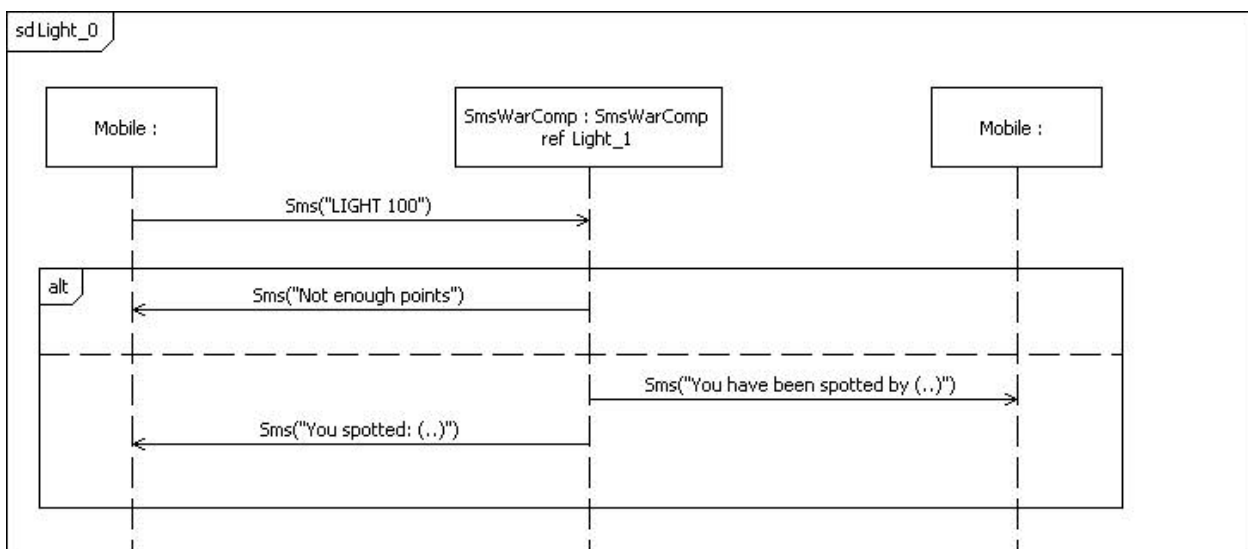 sd Light_0
Mobile :
SmsWarComp : SmsWarComp
ref Light_1
Mobile :
Sms("LIGHT 100")
alt
Sms("Not enough points")
Sms("You have been spotted by (..)")
Sms("You spotted: (..)")